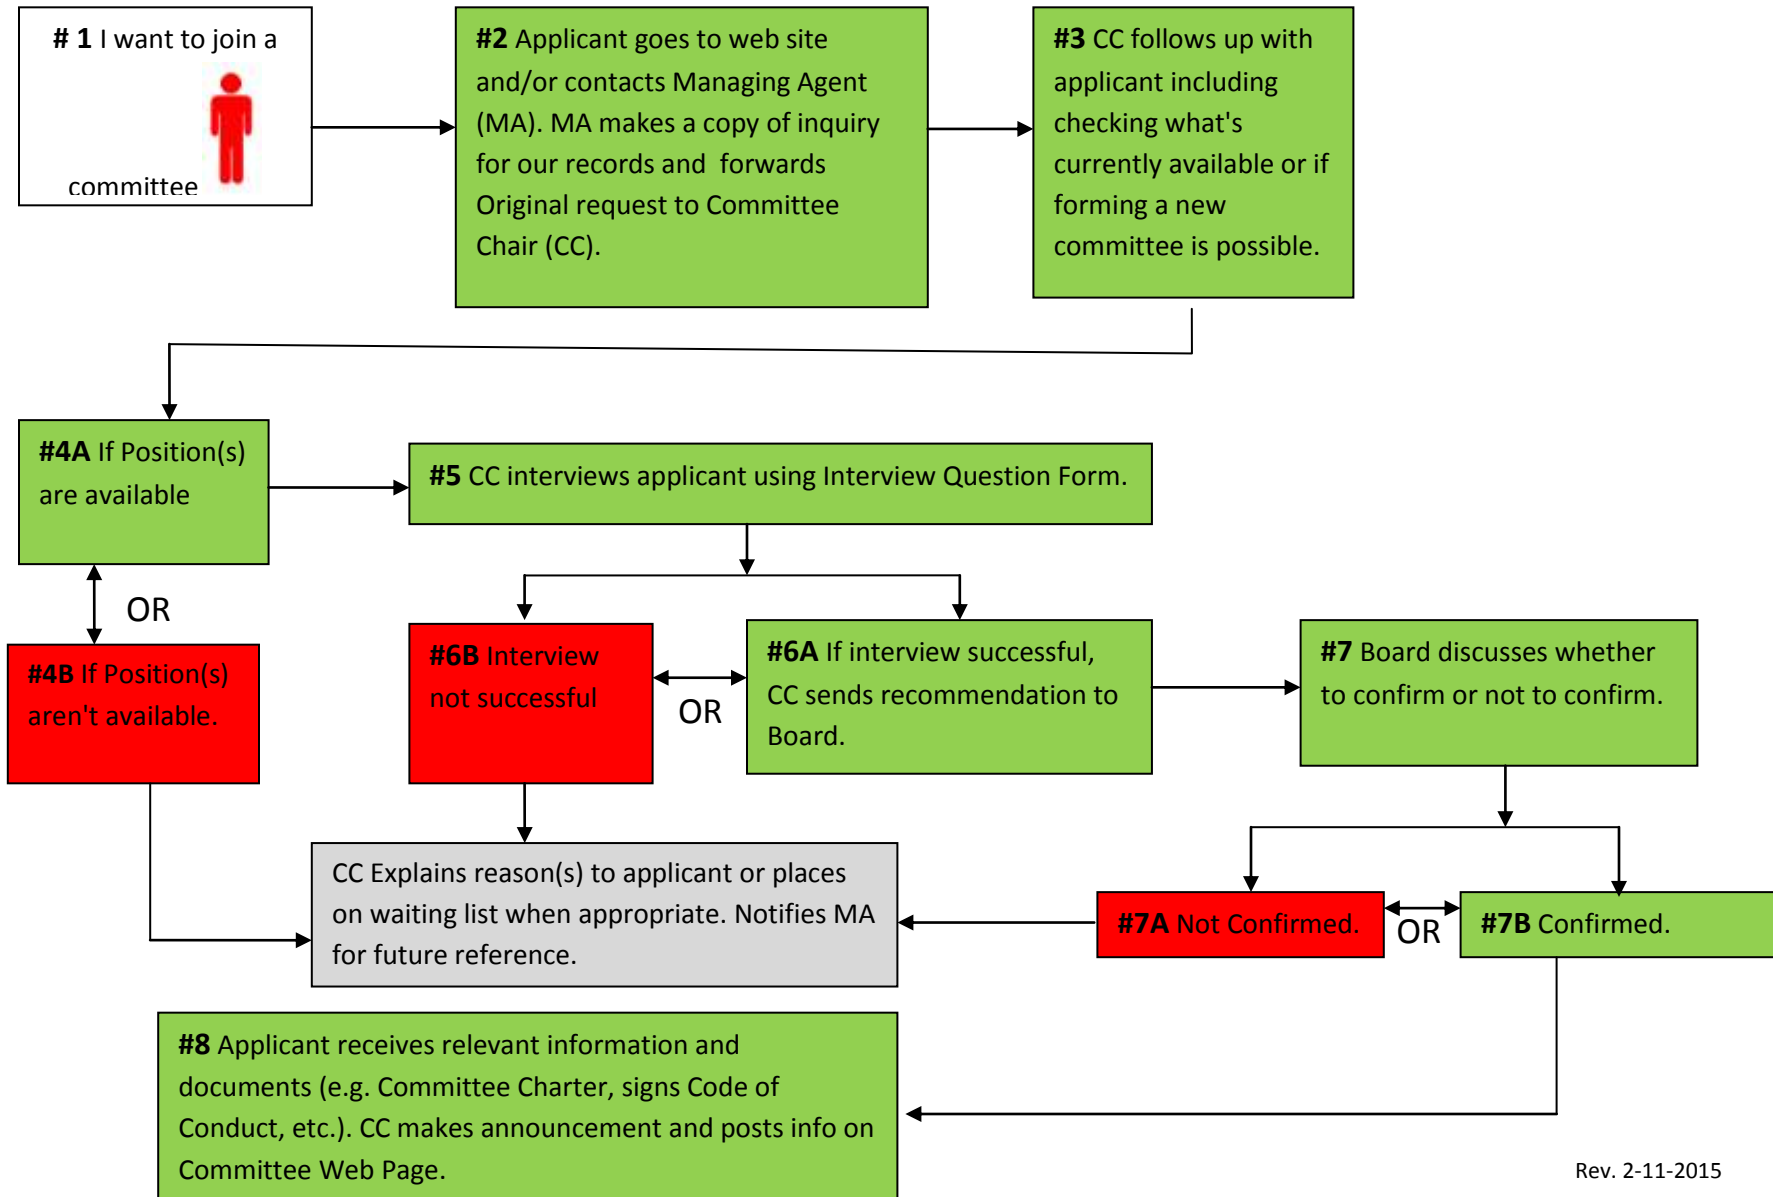 # 1 I want to join a
committee
#2 Applicant goes to web site
and/or contacts Managing Agent
(MA). MA makes a copy of inquiry
for our records and  forwards
Original request to Committee
Chair (CC).
#3 CC follows up with
applicant including
checking what's
currently available or if
forming a new
committee is possible.
#4A If Position(s)
are available
#5 CC interviews applicant using Interview Question Form.
OR
#4B If Position(s)
aren't available.
#6B Interview
not successful
OR
#6A If interview successful,
CC sends recommendation to
Board.
#7 Board discusses whether
to confirm or not to confirm.
CC Explains reason(s) to applicant or places
on waiting list when appropriate. Notifies MA
for future reference.
#7A Not Confirmed.
OR
#7B Confirmed.
#8 Applicant receives relevant information and
documents (e.g. Committee Charter, signs Code of
Conduct, etc.). CC makes announcement and posts info on
Committee Web Page.
Rev. 2-11-2015